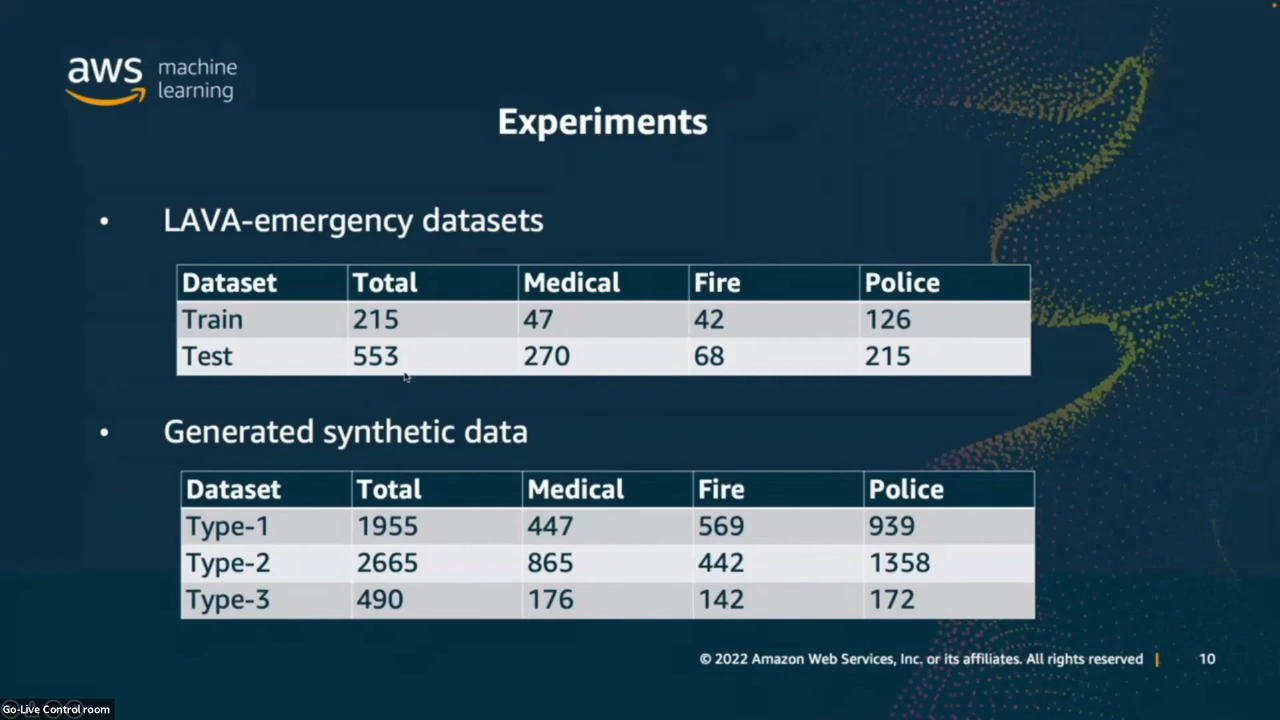 aws machine learning
Experiments
• LAVA-emergency datasets
Dataset Total Medical Fire Police
Train 215 47 42 126
Test 553 270 68 215
• Generated synthetic data
Dataset Total Medical Fire Police
Type-1 1955 447 569 939
Type-2 2665 865 442 1358
Type-3 490 176 142 172
© 2022 Amazon Web Services, Inc. or its affiliates. All rights reserved | 10
Go-Live Control room